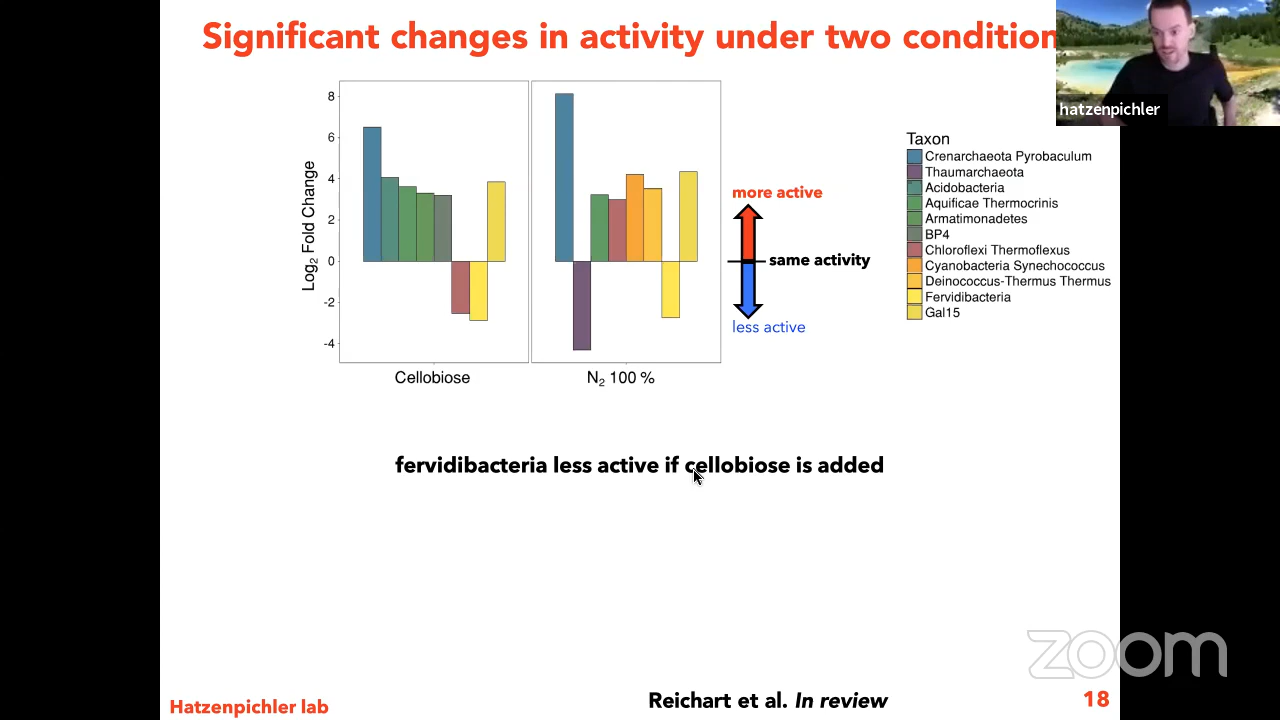 Significant changes in activity under two condition
hatzenpichler
8
6
4
2
0
-2
-4
Log2 Fold Change
Cellobiose
N2 100 %
more active
same activity
less active
Taxon
Crenarchaeota Pyrobaculum
Thaumarchaeota
Acidobacteria
Aquificae Thermocrinis
Armatimonadetes
BP4
Chloroflexi Thermoflexus
Cyanobacteria Synechococcus
Deinococcus-Thermus Thermus
Fervidibacteria
Gal15
fervidibacteria less active if cellobiose is added
zoom
Hatzenpichler lab
Reichart et al. In review
18